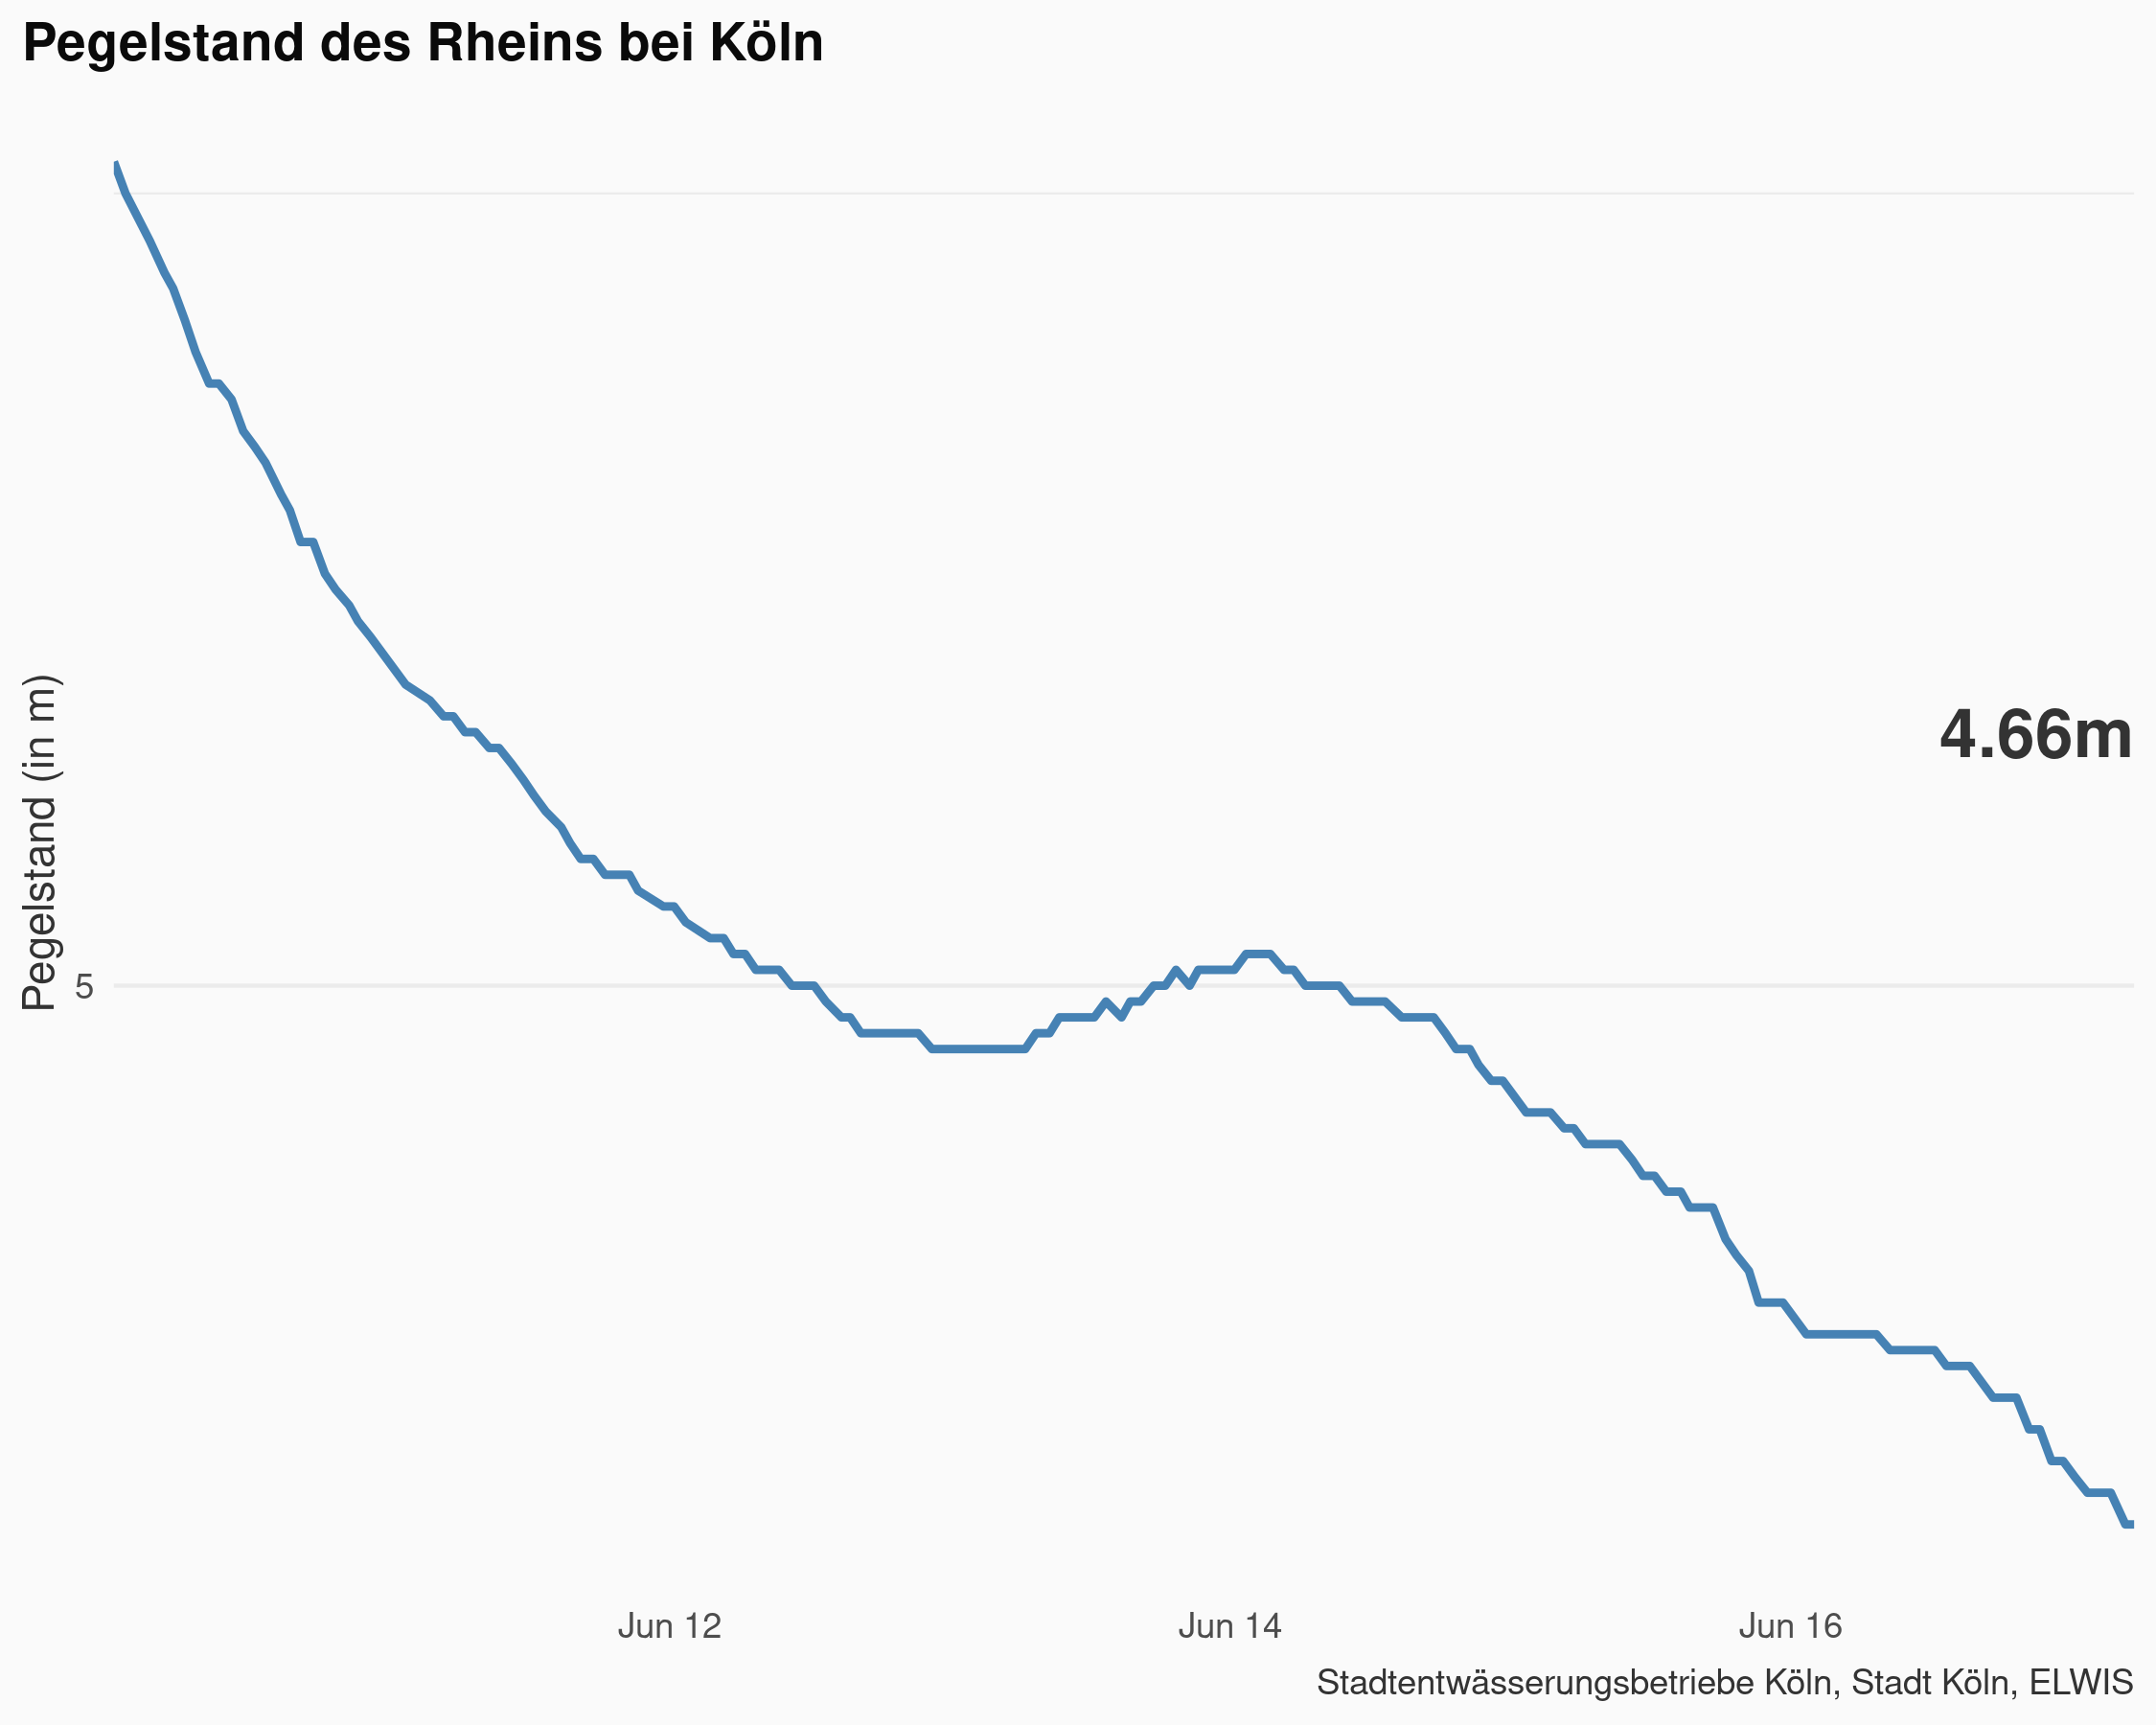 Pegelstand des Rheins bei Köln
Pegelstand (in m)
4.66m
5
Jun 12
Jun 14
Jun 16
Stadtentwässerungsbetriebe Köln, Stadt Köln, ELWIS